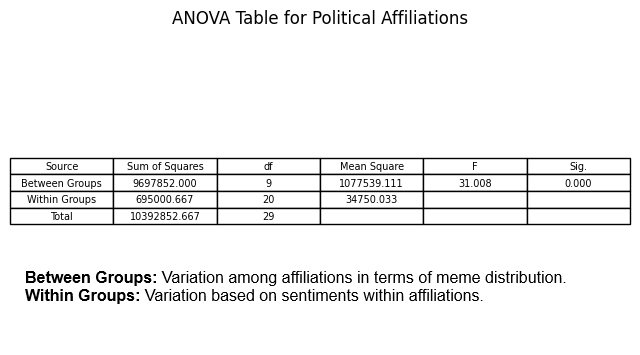 ANOVA Table for Political Affiliations
Source Sum of Squares df Mean Square F Sig.
Between Groups 9697852.000 9 1077539.111 31.008 0.000
Within Groups 695000.667 20 34750.033
Total 10392852.667 29
Between Groups: Variation among affiliations in terms of meme distribution.
Within Groups: Variation based on sentiments within affiliations.